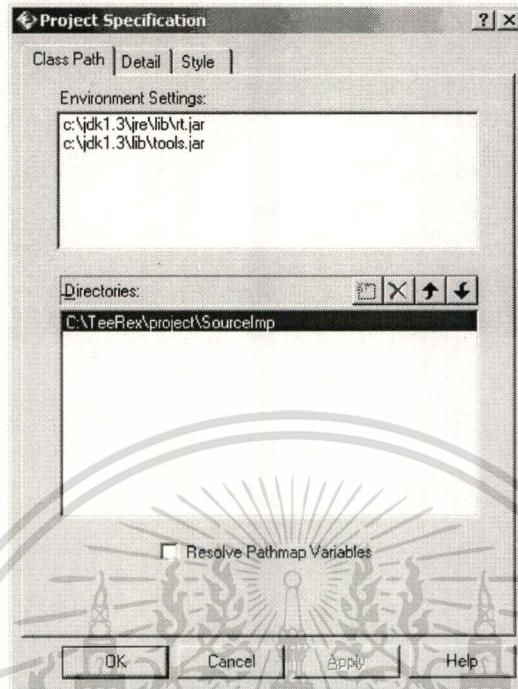 Project Specification
Class Path
Detail
Style
Environment Settings:
c:\jdk1.3\jre\lib\rt.jar
c:\jdk1.3\lib\tools.jar
Directories:
C:\TeeRex\project\SourceImp
Resolve Pathmap Variables
OK
Cancel
Apply
Help